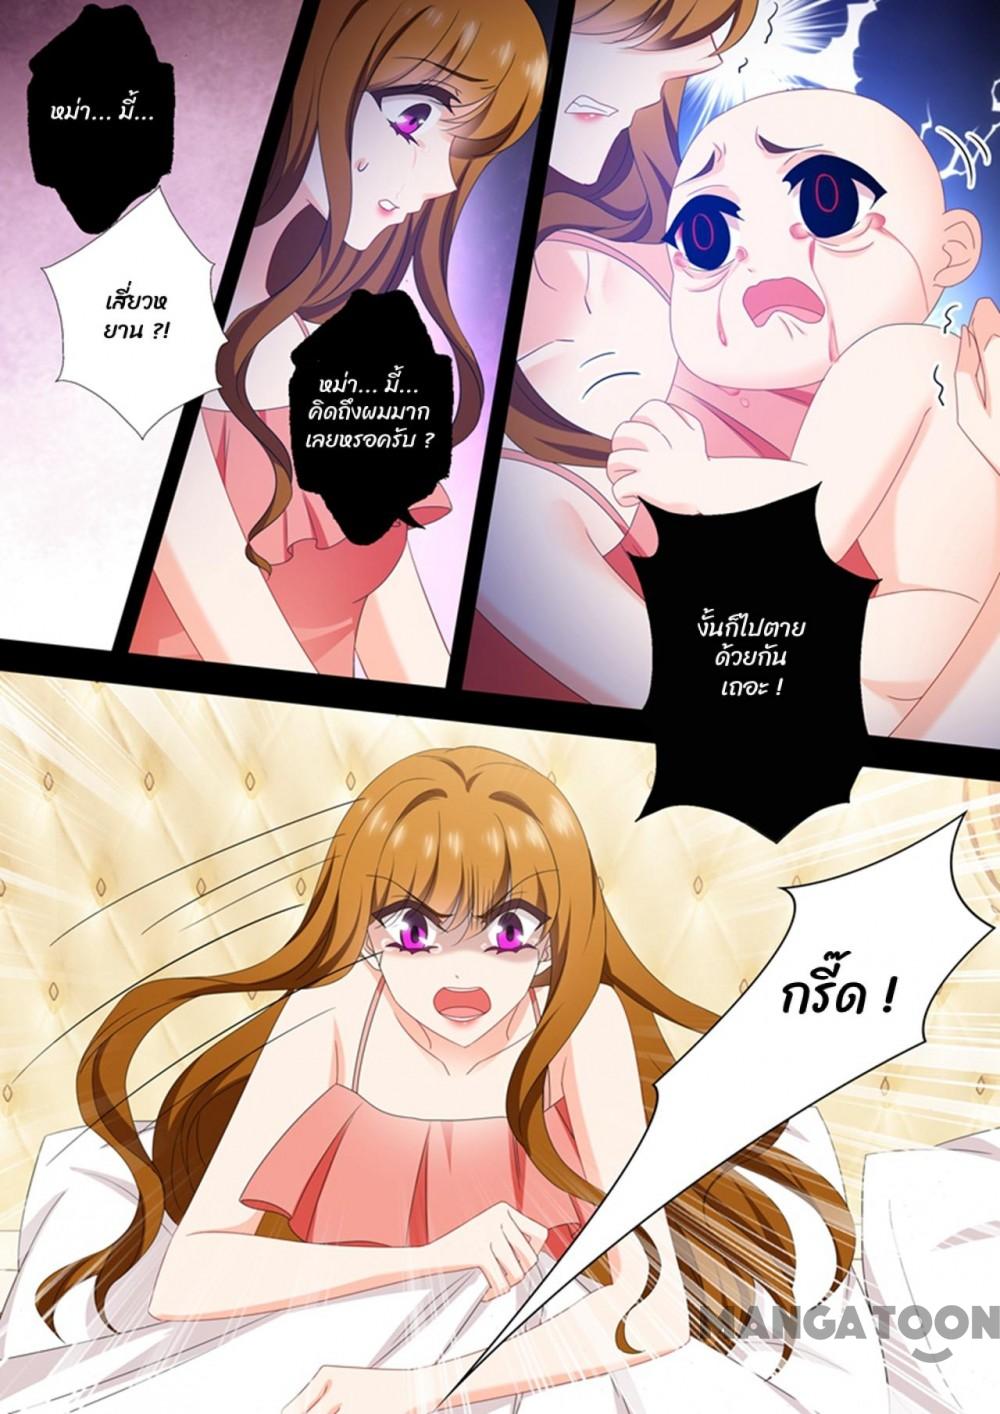 หม่า... มี้...
เสี่ยวห
ยาน ?!
หม่า... มี้...
คิดถึงผมมาก
เลยหรอครับ ?
งั้นก็ไปตาย
ด้วยกัน
เถอะ !
กรี๊ด !
MANGATOON